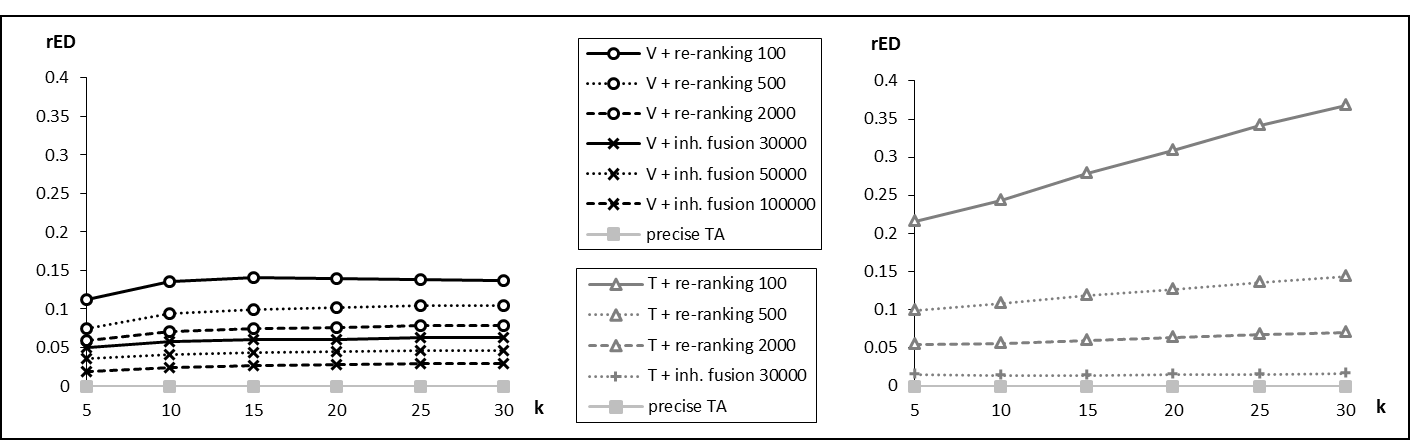 rED
0.4
0.35
0.3
0.25
0.2
0.15
0.1
0.05
0
5 10 15 20 25 30 k
V + re-ranking 100
V + re-ranking 500
V + re-ranking 2000
V + inh. fusion 30000
V + inh. fusion 50000
V + inh. fusion 100000
precise TA
T + re-ranking 100
T + re-ranking 500
T + re-ranking 2000
T + inh. fusion 30000
precise TA
rED
0.4
0.35
0.3
0.25
0.2
0.15
0.1
0.05
0
5 10 15 20 25 30 k